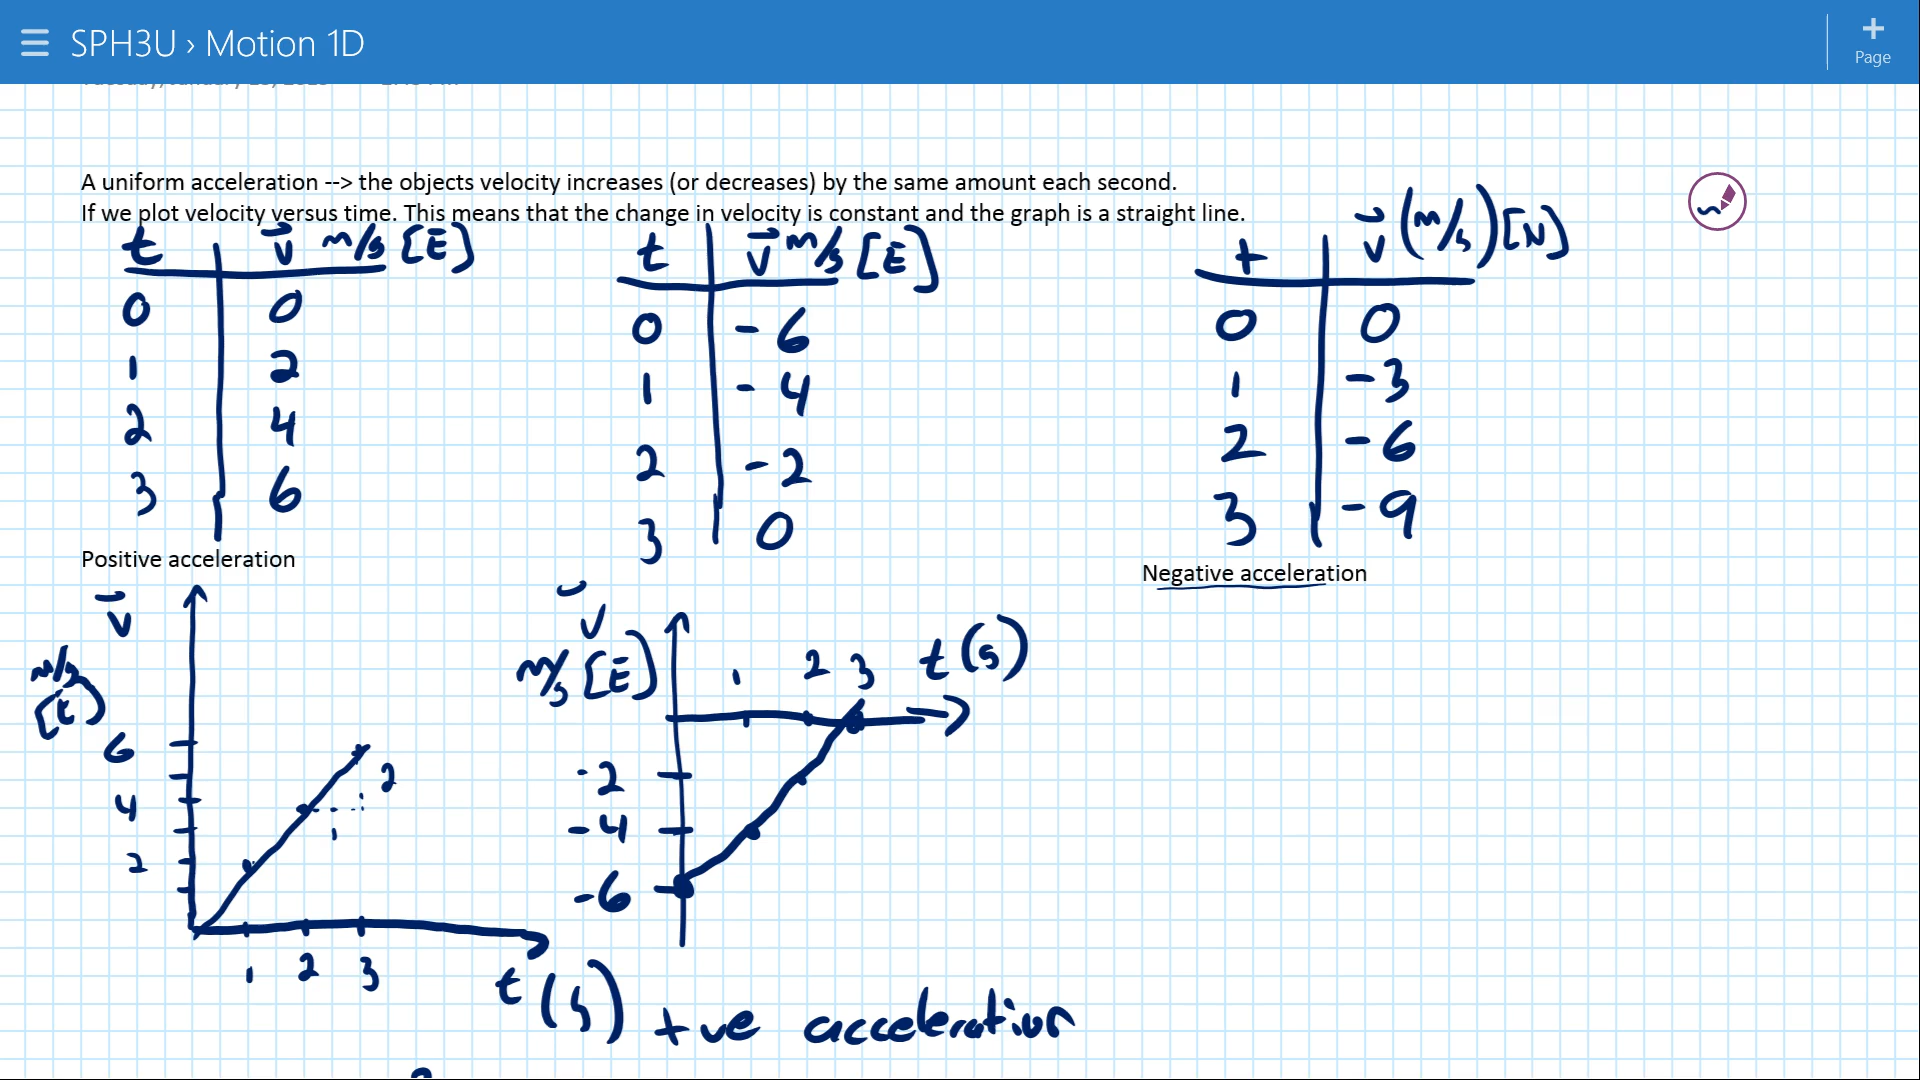 SPH3U › Motion 1D
Page
A uniform acceleration --> the objects velocity increases (or decreases) by the same amount each second.
If we plot velocity versus time. This means that the change in velocity is constant and the graph is a straight line.
t v m/s [E]
0 0
1 2
2 4
3 6
t v m/s [E]
0 -6
1 -4
2 -2
3 0
t v (m/s) [N]
0 0
1 -3
2 -6
3 -9
Positive acceleration
Negative acceleration
v
m/s
[E]
6
4
2
2
1
1 2 3
t (s)
v
m/s [E]
1 2 3 t (s)
-2
-4
-6
+ve acceleration